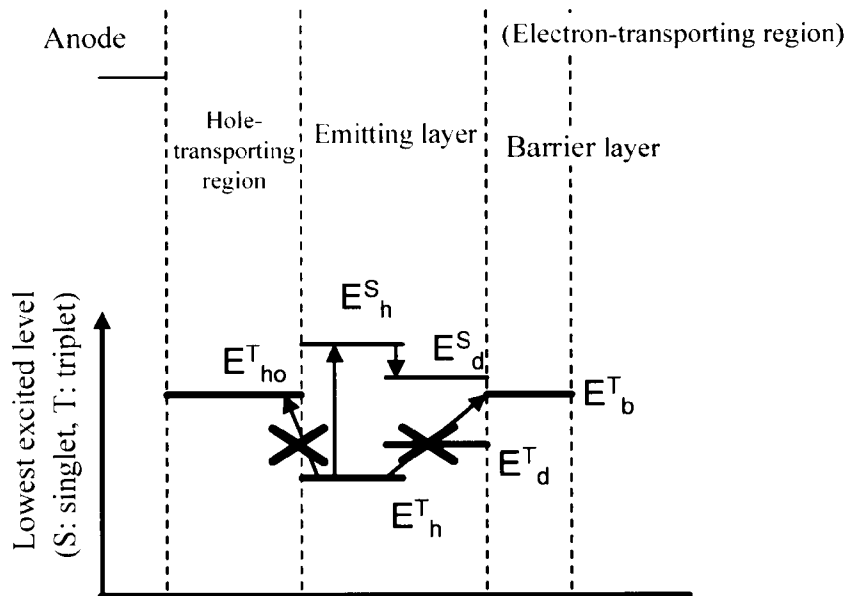 Anode
(Electron-transporting region)
Hole-
transporting
region
Emitting layer
Barrier layer
Lowest excited level
(S: singlet, T: triplet)
E^S_h
E^S_d
E^T_ho
E^T_b
E^T_d
E^T_h